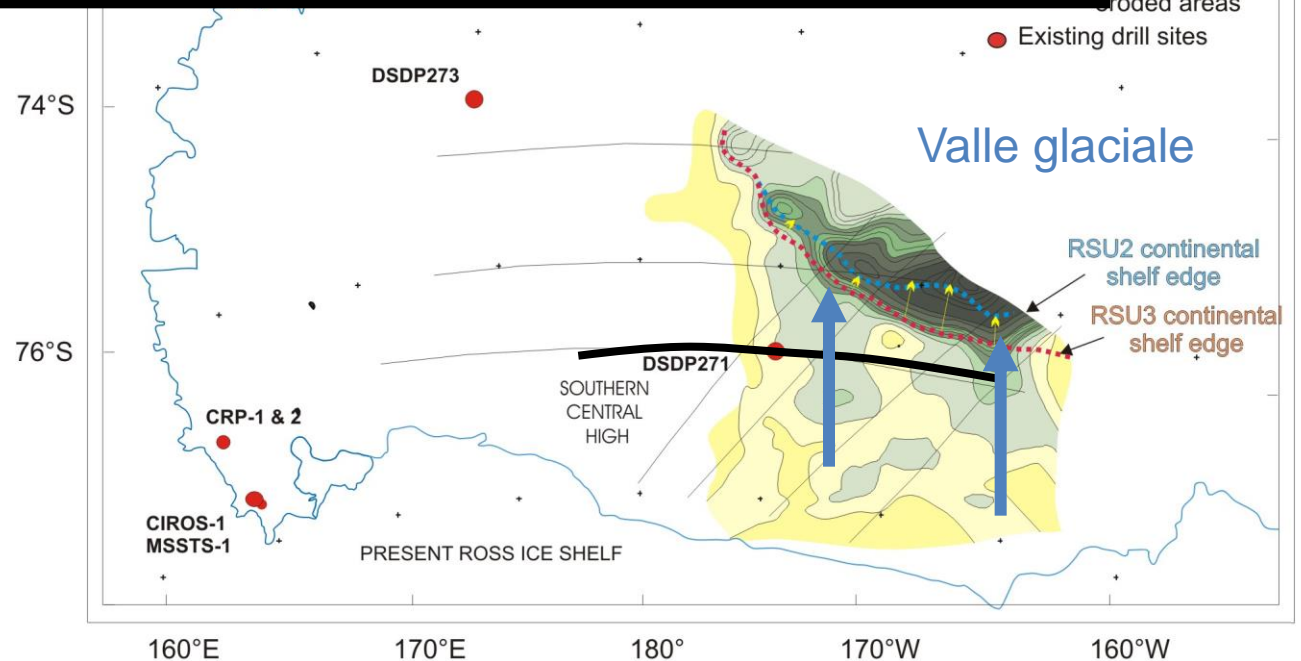 eroded areas
Existing drill sites
DSDP273
74°S
Valle glaciale
RSU2 continental
shelf edge
RSU3 continental
shelf edge
76°S
DSDP271
SOUTHERN
CENTRAL
HIGH
CRP-1 & 2
CIROS-1
MSSTS-1
PRESENT ROSS ICE SHELF
160°E
170°E
180°
170°W
160°W